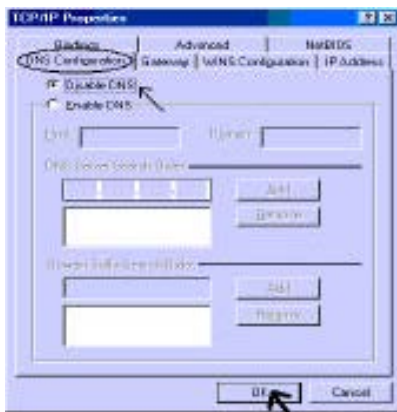 TCP/IP Properties
Bindings Advanced NetBIOS
DNS Configuration Gateway WINS Configuration IP Address
Disable DNS
Enable DNS
Host: Domain:
DNS Server Search Order
Add
Remove
Domain Suffix Search Order
Add
Remove
OK Cancel